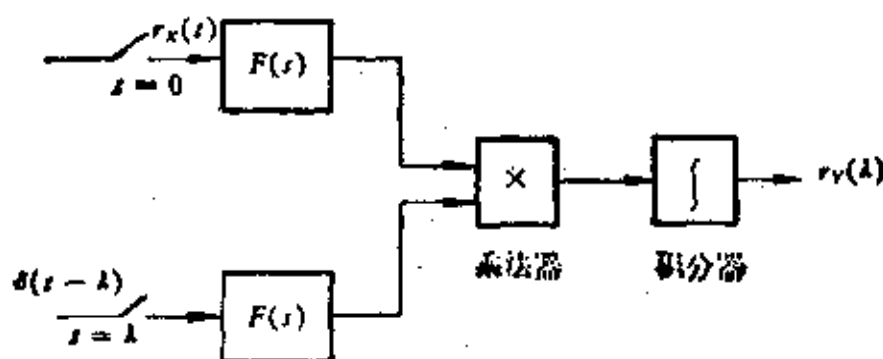 r_X(t)
F(s)
t = 0
×
∫
r_Y(λ)
乘法器
积分器
δ(t − λ)
F(s)
t = λ